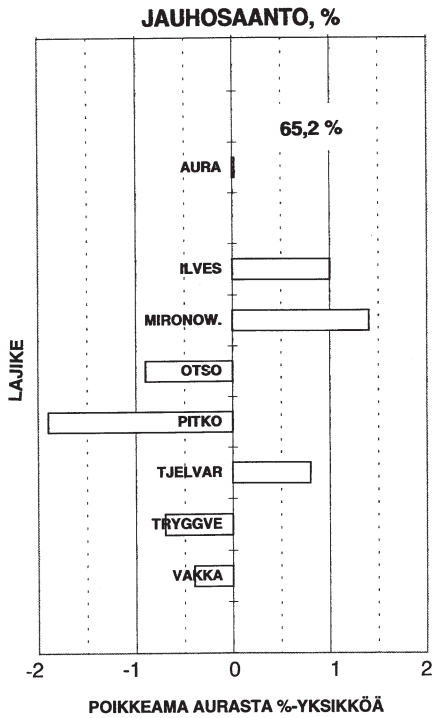 JAUHOSAANTO, %
65,2 %
AURA
ILVES
MIRONOW.
OTSO
PITKO
TJELVAR
TRYGGVE
VAKKA
LAJIKE
-2 -1 0 1 2
POIKKEAMA AURASTA %-YKSIKKÖÄ